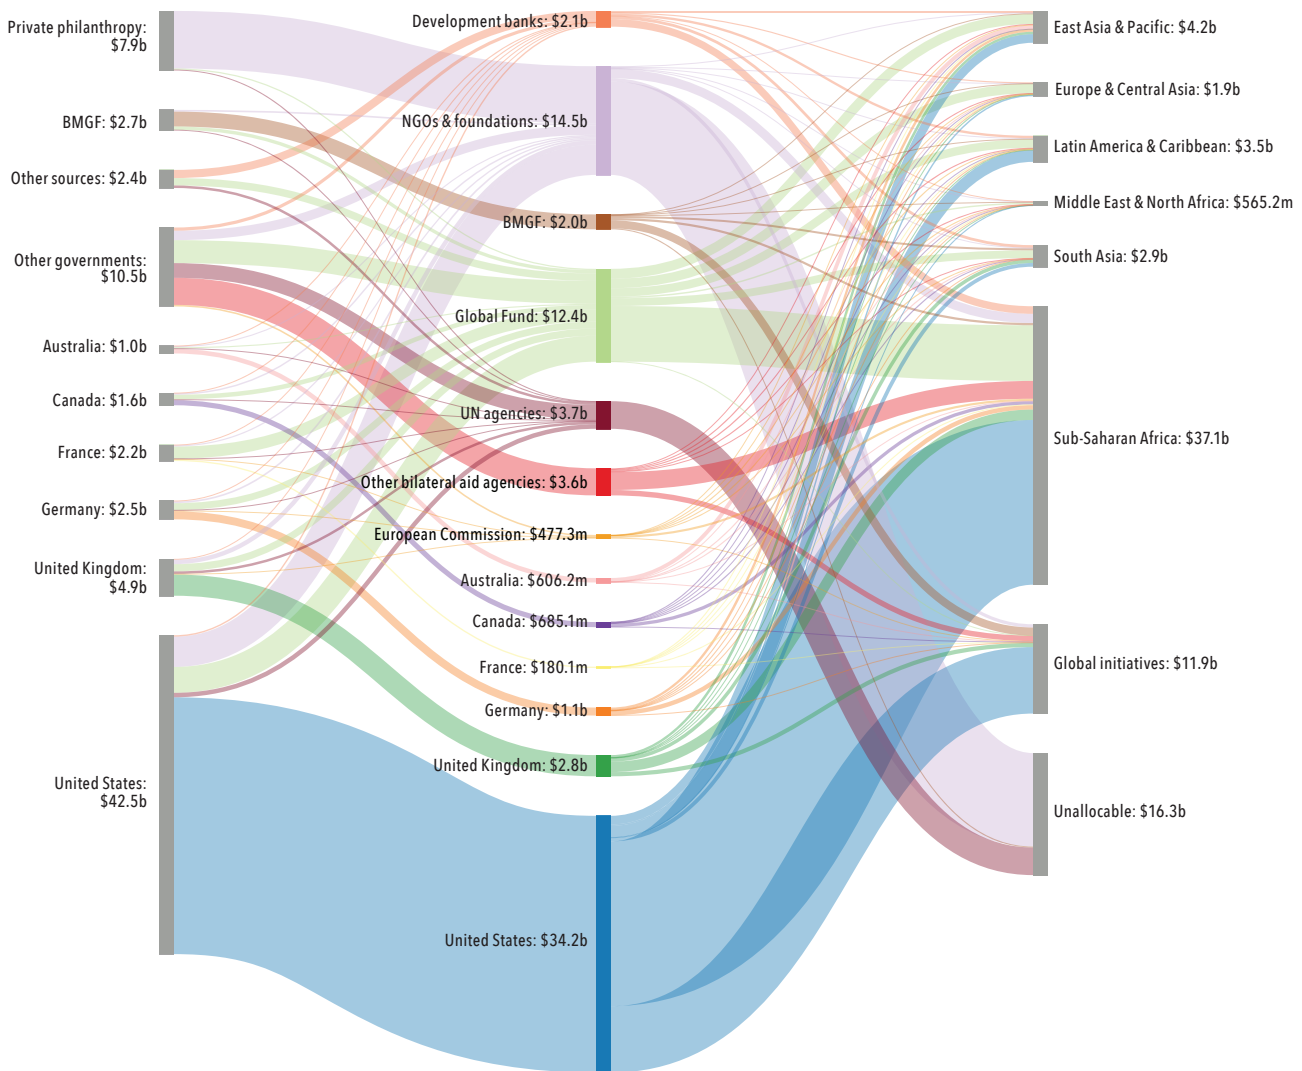 Private philanthropy:
$7.9b
BMGF: $2.7b
Other sources: $2.4b
Other governments:
$10.5b
Australia: $1.0b
Canada: $1.6b
France: $2.2b
Germany: $2.5b
United Kingdom:
$4.9b
United States:
$42.5b
Development banks: $2.1b
NGOs & foundations: $14.5b
BMGF: $2.0b
Global Fund: $12.4b
UN agencies: $3.7b
Other bilateral aid agencies: $3.6b
European Commission: $477.3m
Australia: $606.2m
Canada: $685.1m
France: $180.1m
Germany: $1.1b
United Kingdom: $2.8b
United States: $34.2b
East Asia & Pacific: $4.2b
Europe & Central Asia: $1.9b
Latin America & Caribbean: $3.5b
Middle East & North Africa: $565.2m
South Asia: $2.9b
Sub-Saharan Africa: $37.1b
Global initiatives: $11.9b
Unallocable: $16.3b